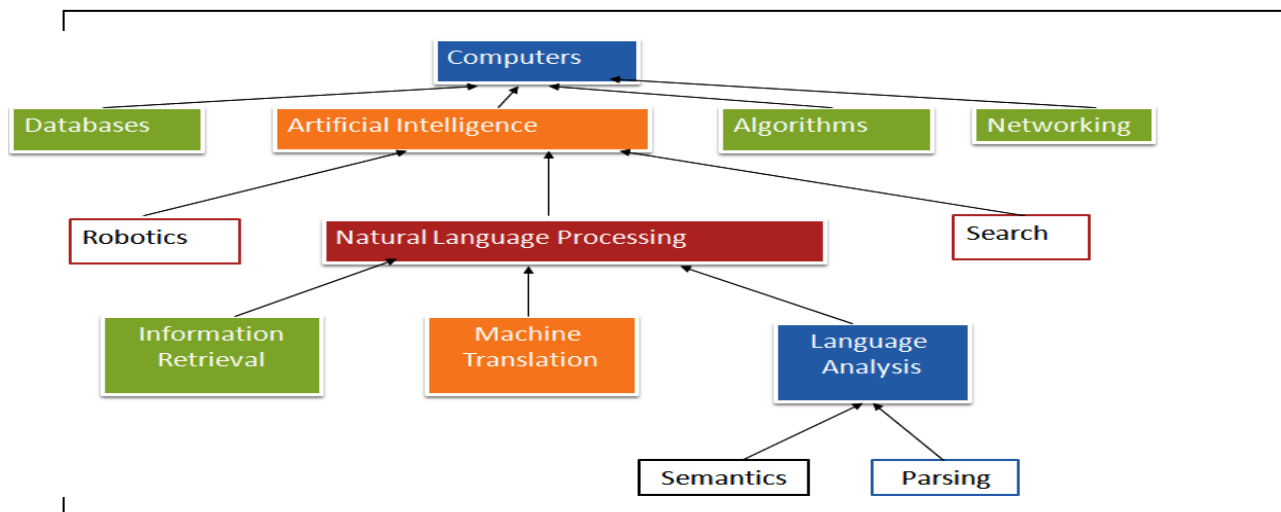 Computers
Databases
Artificial Intelligence
Algorithms
Networking
Robotics
Natural Language Processing
Search
Information
Retrieval
Machine
Translation
Language
Analysis
Semantics
Parsing